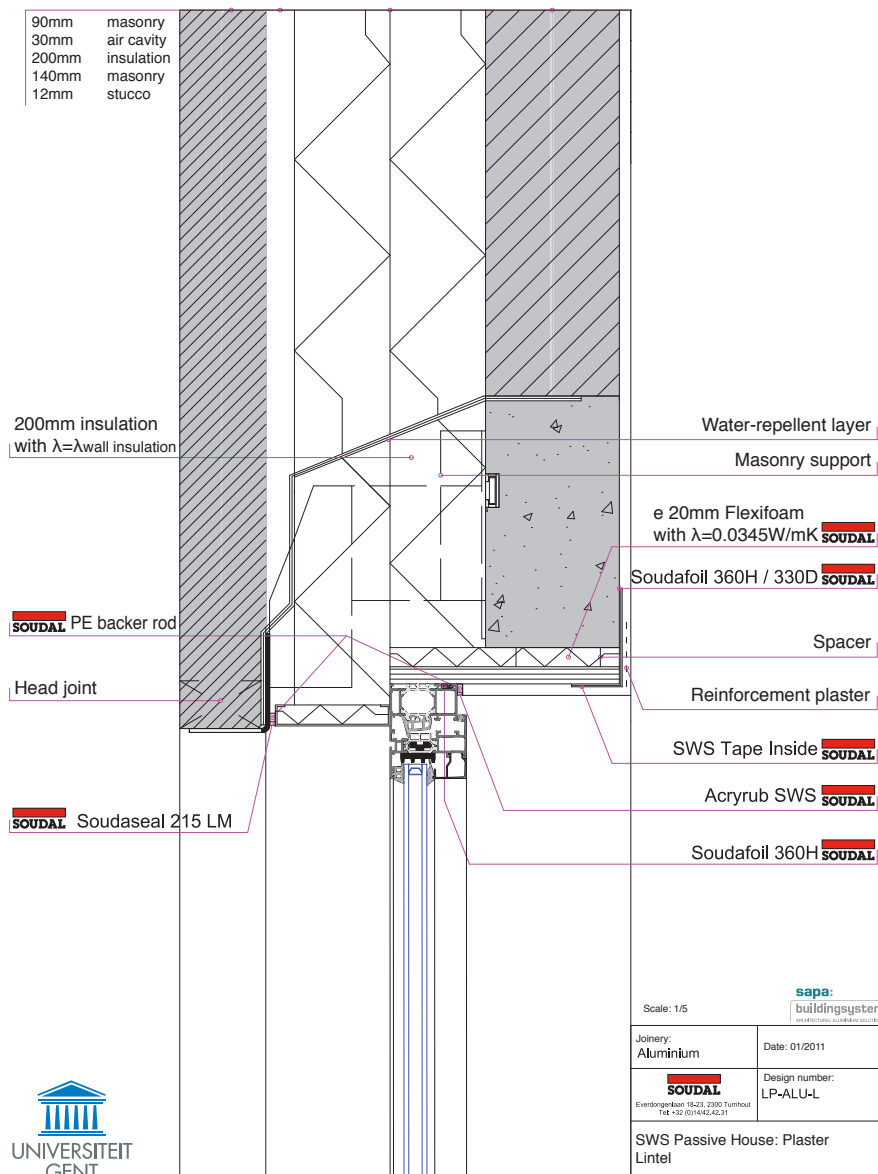 90mm masonry
30mm air cavity
200mm insulation
140mm masonry
12mm stucco
200mm insulation
with λ=λwall insulation
Water-repellent layer
Masonry support
e 20mm Flexifoam
with λ=0.0345W/mK SOUDAL
Soudafoil 360H / 330D SOUDAL
SOUDAL PE backer rod
Spacer
Head joint
Reinforcement plaster
SWS Tape Inside SOUDAL
Acryrub SWS SOUDAL
SOUDAL Soudaseal 215 LM
Soudafoil 360H SOUDAL
sapa:
buildingsystem
ARCHITECTURAL ALUMINIUM
Scale: 1/5
Joinery:
Aluminium
Date: 01/2011
SOUDAL
Everdongenlaan 18-23, 2300 Turnhout
Tel: +32 (0)14/42.42.31
Design number:
LP-ALU-L
SWS Passive House: Plaster
Lintel
UNIVERSITEIT
GENT